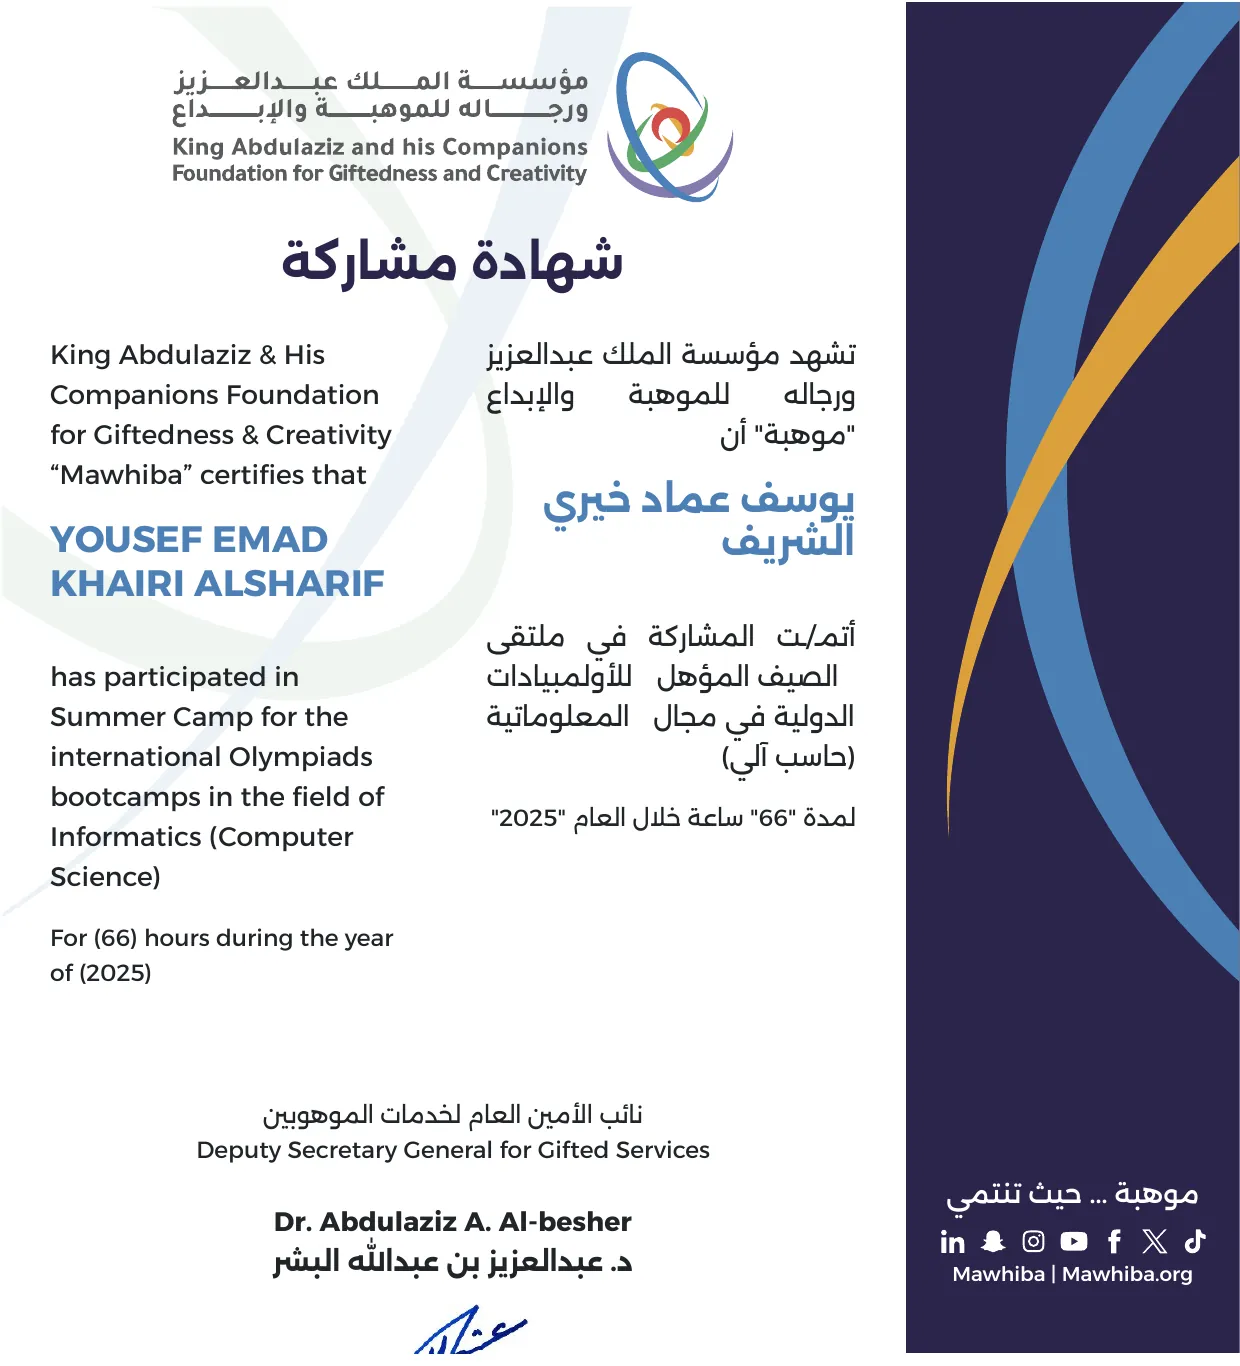 مؤسسة الملك عبدالعزيز
ورجاله للموهبة والإبداع
King Abdulaziz and his Companions
Foundation for Giftedness and Creativity
شهادة مشاركة
King Abdulaziz & His
Companions Foundation
for Giftedness & Creativity
“Mawhiba” certifies that
YOUSEF EMAD
KHAIRI ALSHARIF
has participated in
Summer Camp for the
international Olympiads
bootcamps in the field of
Informatics (Computer
Science)
For (66) hours during the year
of (2025)
تشهد مؤسسة الملك عبدالعزيز
ورجاله للموهبة والإبداع
"موهبة" أن
يوسف عماد خيري
الشريف
أتمـ/ـت المشاركة في ملتقى
الصيف المؤهل للأولمبيادات
الدولية في مجال المعلوماتية
(حاسب آلي)
لمدة "66" ساعة خلال العام "2025"
نائب الأمين العام لخدمات الموهوبين
Deputy Secretary General for Gifted Services
Dr. Abdulaziz A. Al-besher
د. عبدالعزيز بن عبدالله البشر
موهبة ... حيث تنتمي
Mawhiba | Mawhiba.org